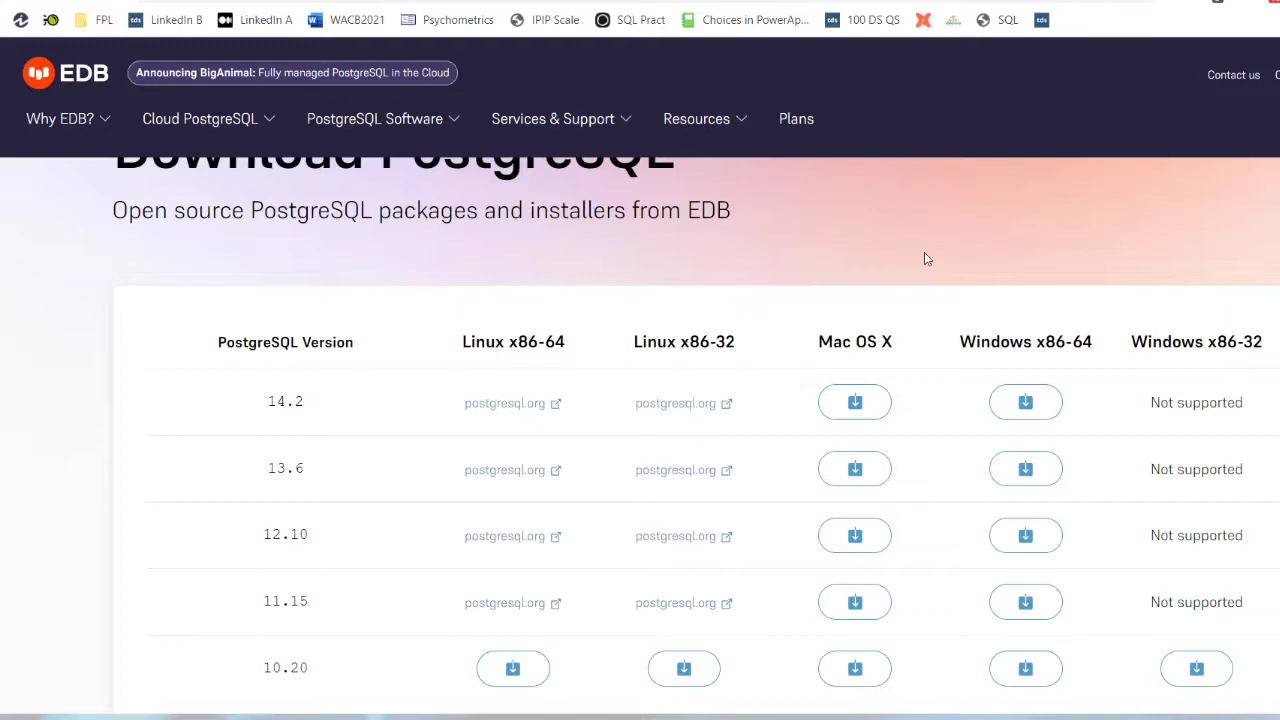 FPL LinkedIn B LinkedIn A WACB2021 Psychometrics IPIP Scale SQL Pract Chocces in PowerAp... 100 DS QS SQL
EDB Announcing BigAnimal: Fully managed PostgreSQL in the Cloud Contact us
Why EDB? Cloud PostgreSQL PostgreSQL Software Services & Support Resources Plans
Download PostgreSQL
Open source PostgreSQL packages and installers from EDB
PostgreSQL Version Linux x86-64 Linux x86-32 Mac OS X Windows x86-64 Windows x86-32
14.2 postgresql.org postgresql.org Not supported
13.6 postgresql.org postgresql.org Not supported
12.10 postgresql.org postgresql.org Not supported
11.15 postgresql.org postgresql.org Not supported
10.20